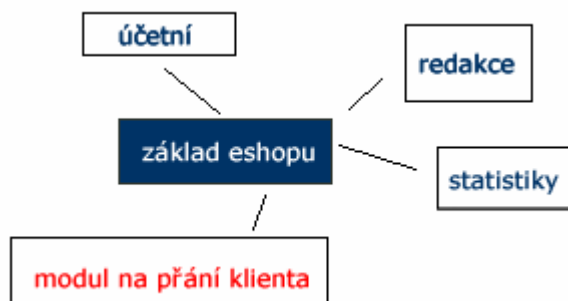 účetní
redakce
základ eshopu
statistiky
modul na přání klienta